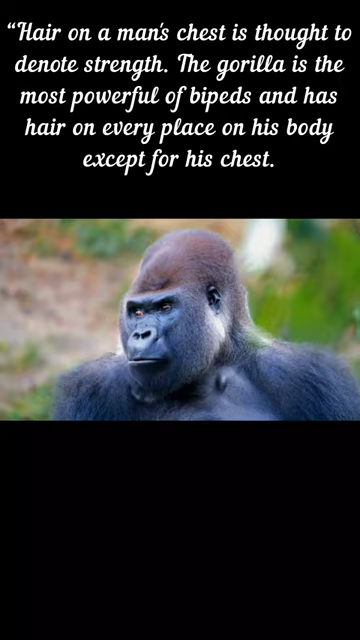 “Hair on a man's chest is thought to
denote strength. The gorilla is the
most powerful of bipeds and has
hair on every place on his body
except for his chest.